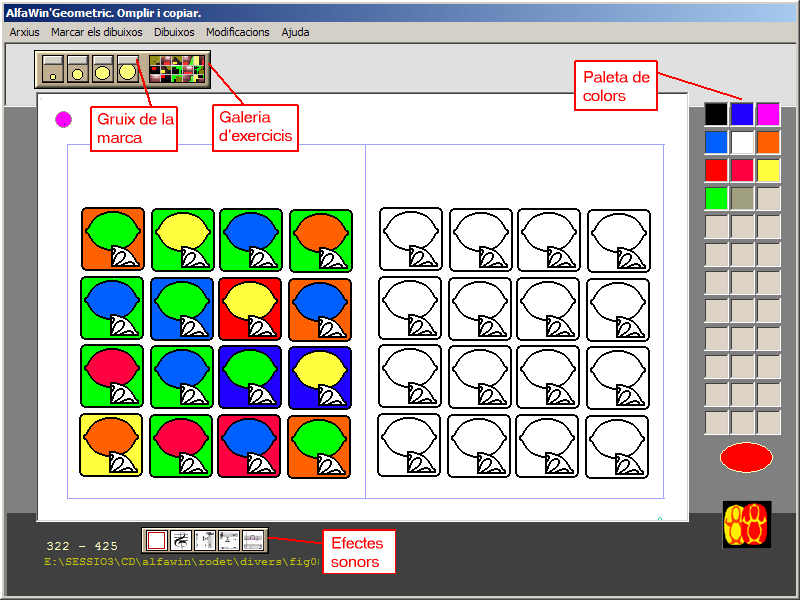 AlfaWin'Geometric. Omplir i copiar.
Arxius Marcar els dibuixos Dibuixos Modificacions Ajuda
Gruix de la
marca
Galeria
d'exercicis
Paleta de
colors
322 - 425
E:\SESSIO3\CD\alfawin\rodet\divers\fig0
Efectes
sonors